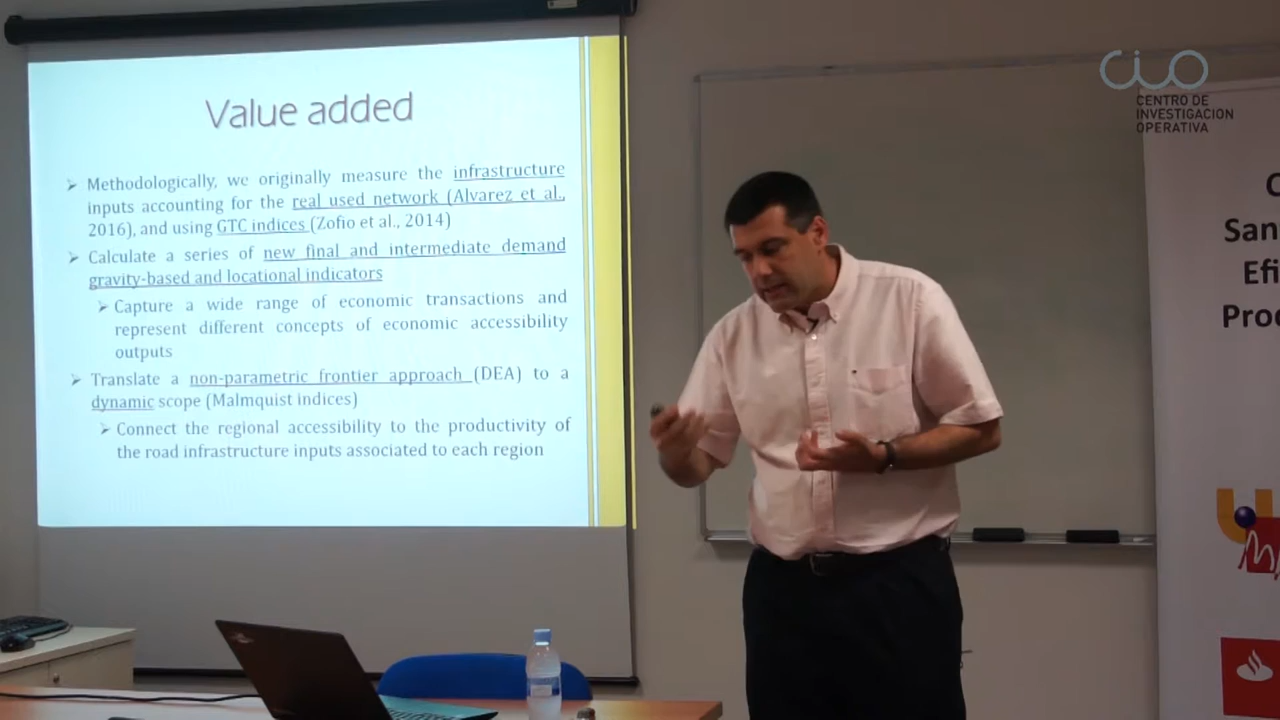 Value added
➢ Methodologically, we originally measure the infrastructure
inputs accounting for the real used network (Alvarez et al.,
2016), and using GTC indices (Zofio et al., 2014)
➢ Calculate a series of new final and intermediate demand
gravity-based and locational indicators
➢ Capture a wide range of economic transactions and
represent different concepts of economic accessibility
outputs
➢ Translate a non-parametric frontier approach (DEA) to a
dynamic scope (Malmquist indices)
➢ Connect the regional accessibility to the productivity of
the road infrastructure inputs associated to each region
CIO
CENTRO DE
INVESTIGACION
OPERATIVA
San
Efi
Proc